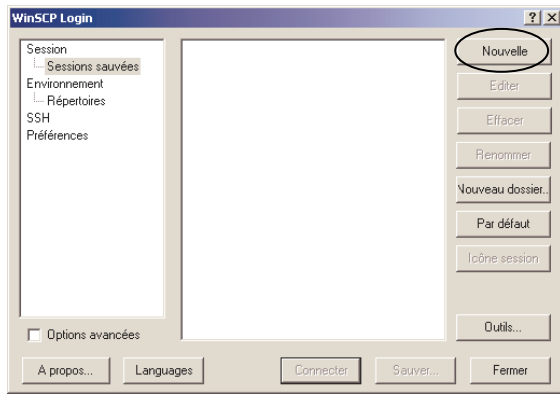 WinSCP Login
Session
Sessions sauvées
Environnement
Répertoires
SSH
Préférences
Options avancées
Nouvelle
Editer
Effacer
Renommer
Nouveau dossier..
Par défaut
Icône session
Outils...
A propos...
Languages
Connecter
Sauver...
Fermer